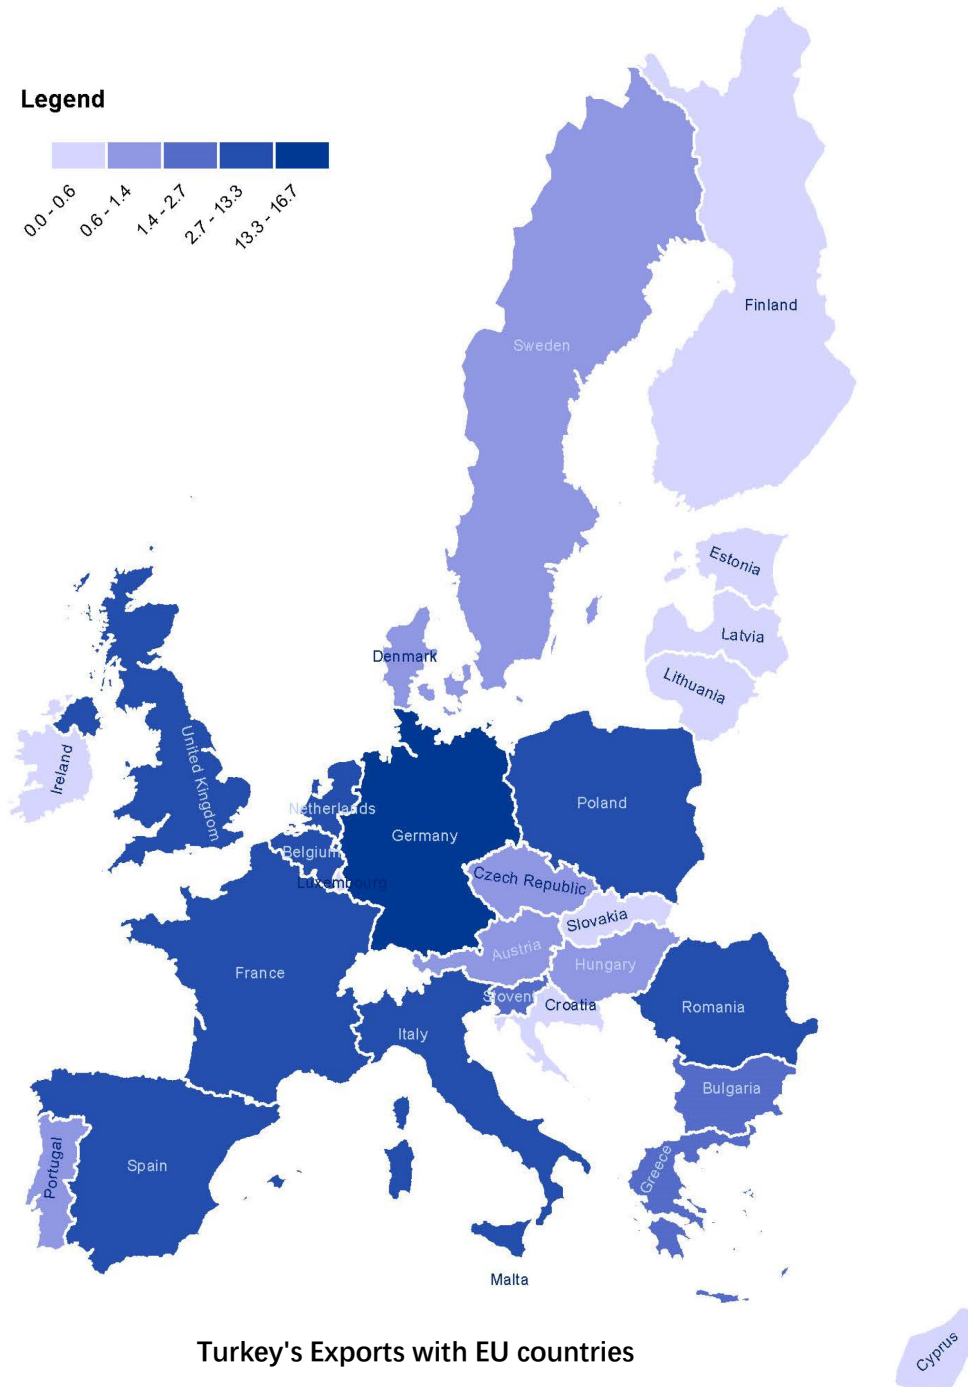 Legend
0.0 - 0.6
0.6 - 1.4
1.4 - 2.7
2.7 - 13.3
13.3 - 16.7
Finland
Sweden
Estonia
Latvia
Lithuania
Denmark
United Kingdom
Ireland
Netherlands
Poland
Germany
Belgium
Luxembourg
Czech Republic
Slovakia
Austria
Hungary
France
Sloveni
Croatia
Romania
Italy
Bulgaria
Spain
Portugal
Greece
Malta
Turkey's Exports with EU countries
Cyprus